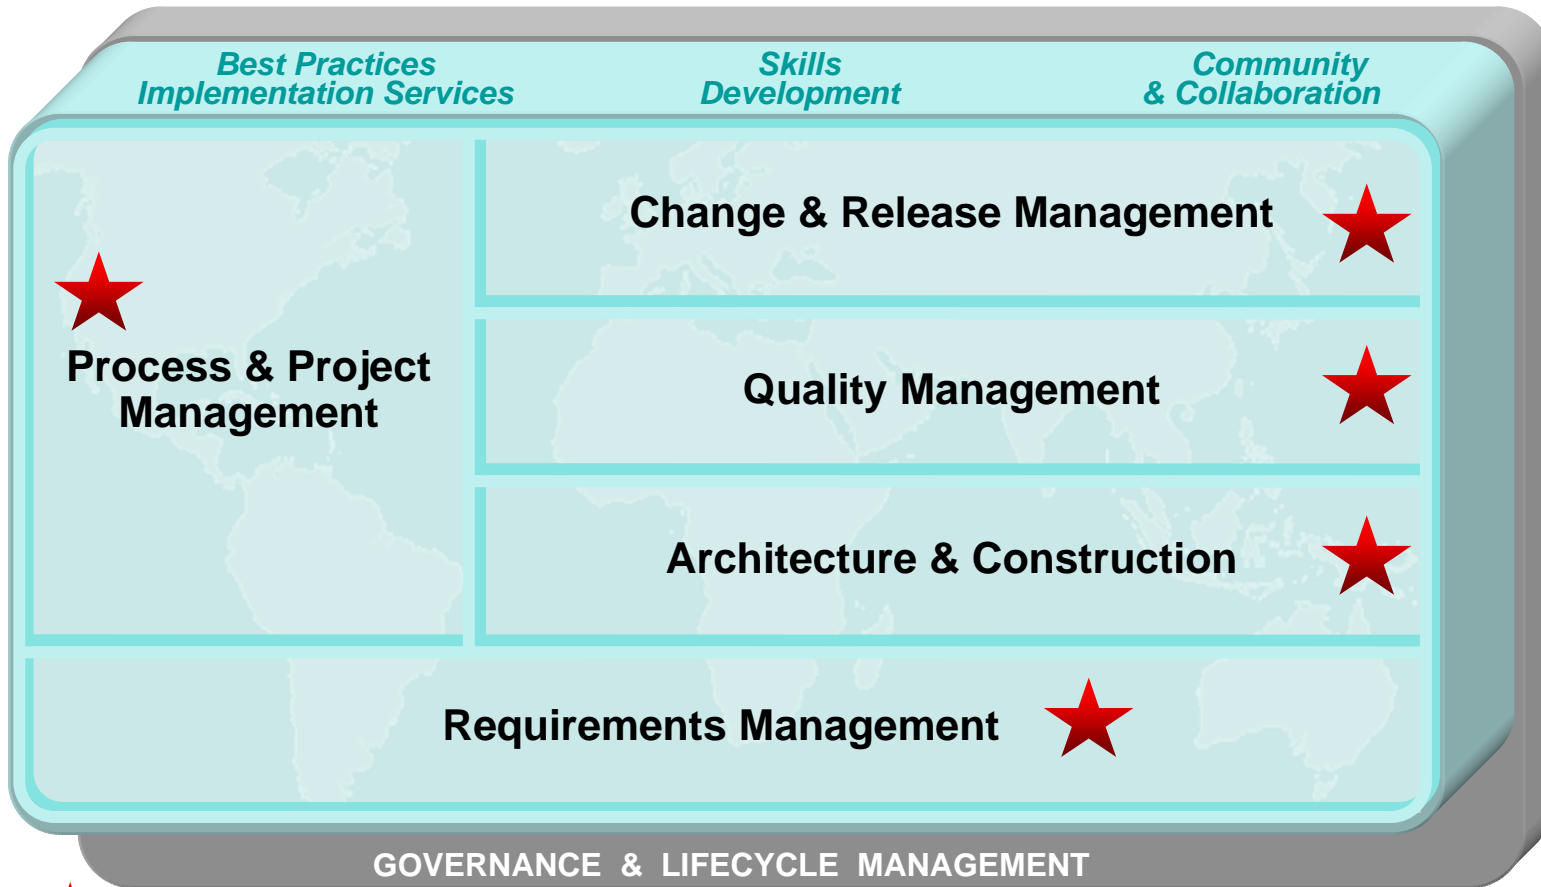 Best Practices
Implementation Services
Skills
Development
Community
& Collaboration
Change & Release Management
Process & Project
Management
Quality Management
Architecture & Construction
Requirements Management
GOVERNANCE & LIFECYCLE MANAGEMENT